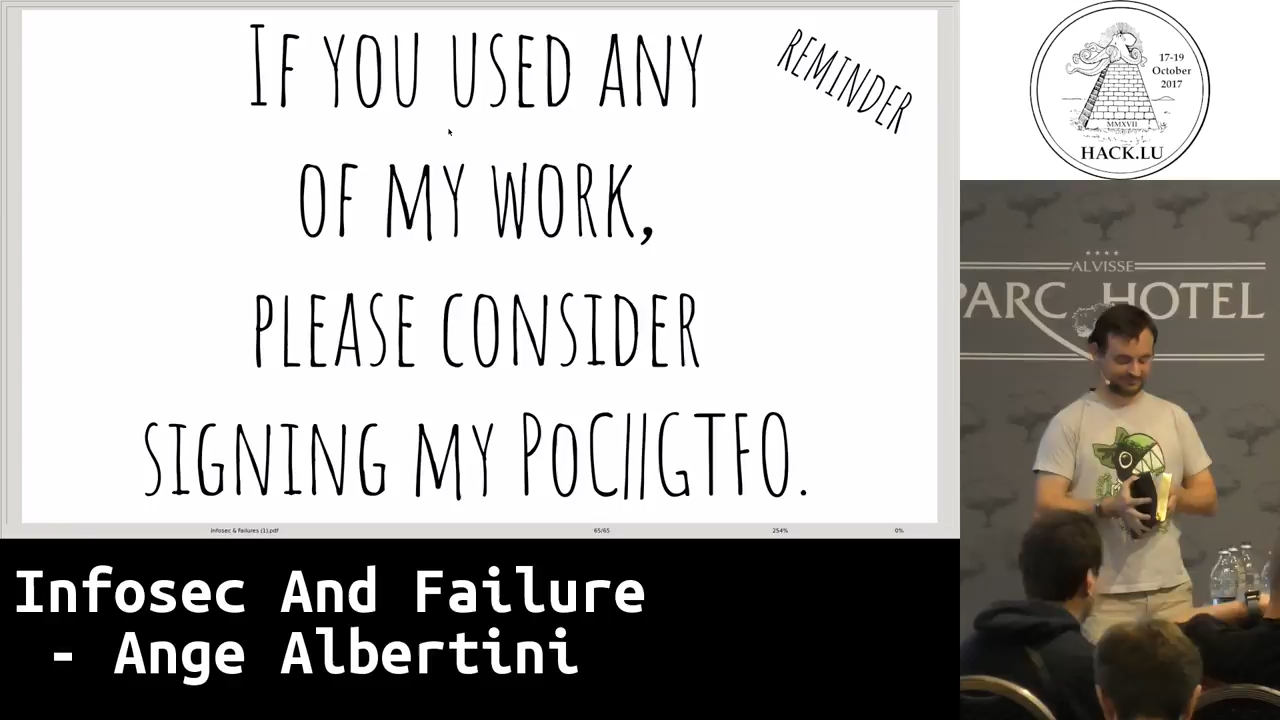 If you used any
of my work,
please consider
signing my PoC||GTFO.
REMINDER
Infosec & Failures (1).pdf
65/65
254%
0%
Infosec And Failure
- Ange Albertini
17-19
October
2017
MMXVII
HACK.LU
ALVISSE
PARC HOTEL